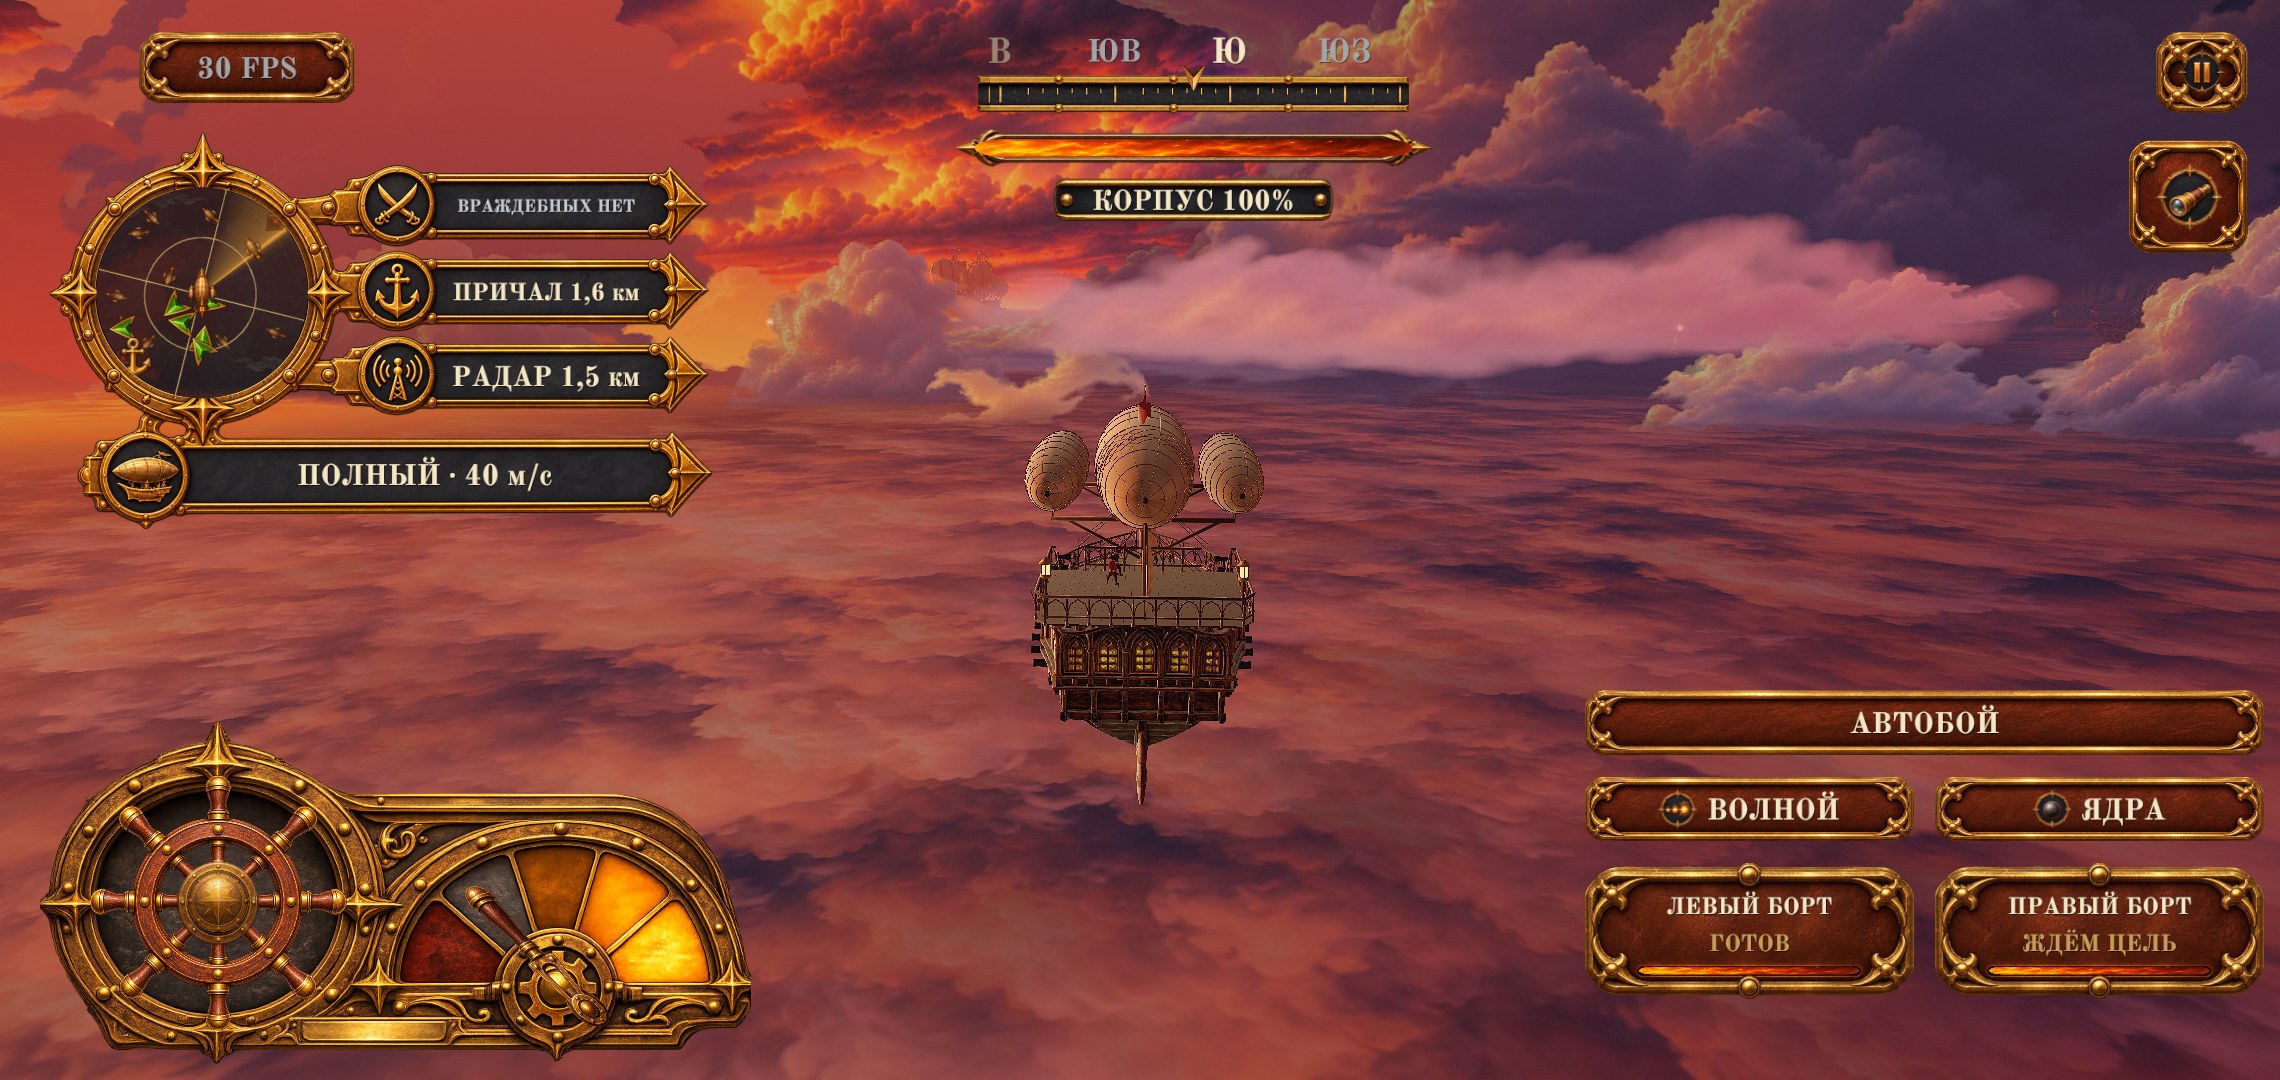 30 FPS
В ЮВ Ю ЮЗ
КОРПУС 100%
ВРАЖДЕБНЫХ НЕТ
ПРИЧАЛ 1,6 км
РАДАР 1,5 км
ПОЛНЫЙ · 40 м/с
АВТОБОЙ
ВОЛНОЙ
ЯДРА
ЛЕВЫЙ БОРТ
ГОТОВ
ПРАВЫЙ БОРТ
ЖДЁМ ЦЕЛЬ